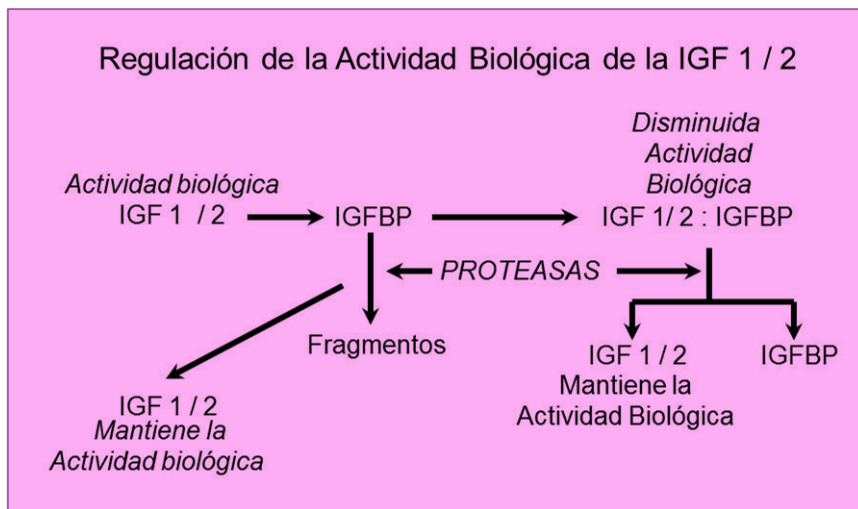 Regulación de la Actividad Biológica de la IGF 1 / 2
Disminuida
Actividad
Biológica
Actividad biológica
IGF 1 / 2
IGFBP
IGF 1/ 2 : IGFBP
PROTEASAS
Fragmentos
IGF 1 / 2
Mantiene la
Actividad Biológica
IGFBP
IGF 1 / 2
Mantiene la
Actividad biológica